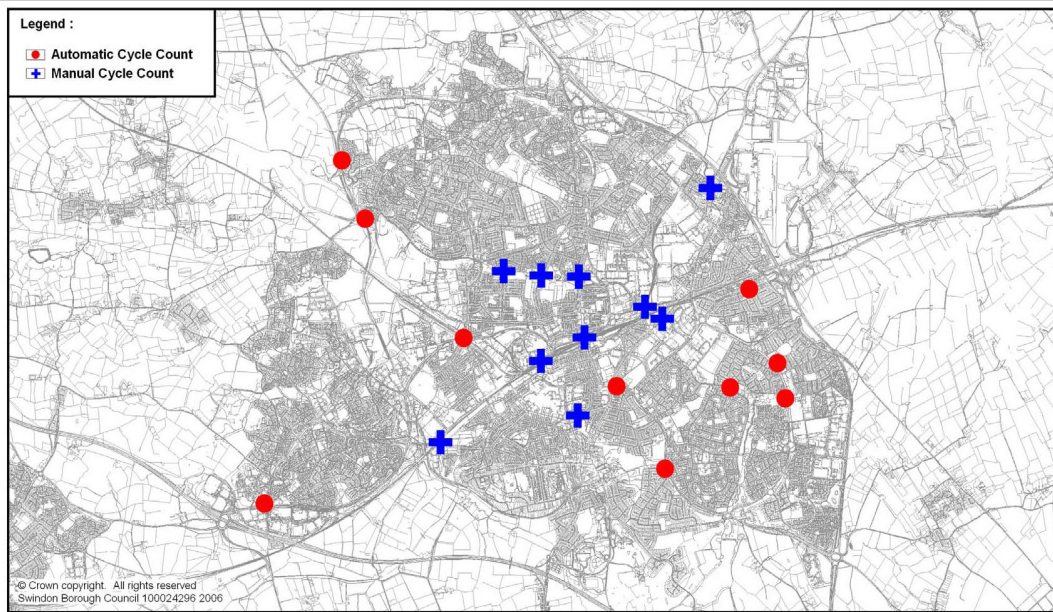 Legend :
Automatic Cycle Count
Manual Cycle Count
© Crown copyright. All rights reserved
Swindon Borough Council 100024296 2006